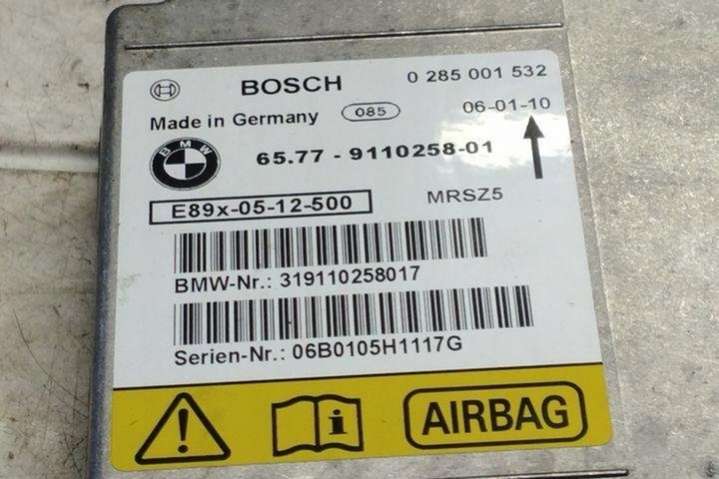 BOSCH 0 285 001 532
Made in Germany 085 06-01-10
BMW 65.77 - 9110258-01
E89x-05-12-500 MRSZ5
BMW-Nr.: 319110258017
Serien-Nr.: 06B0105H1117G
i AIRBAG